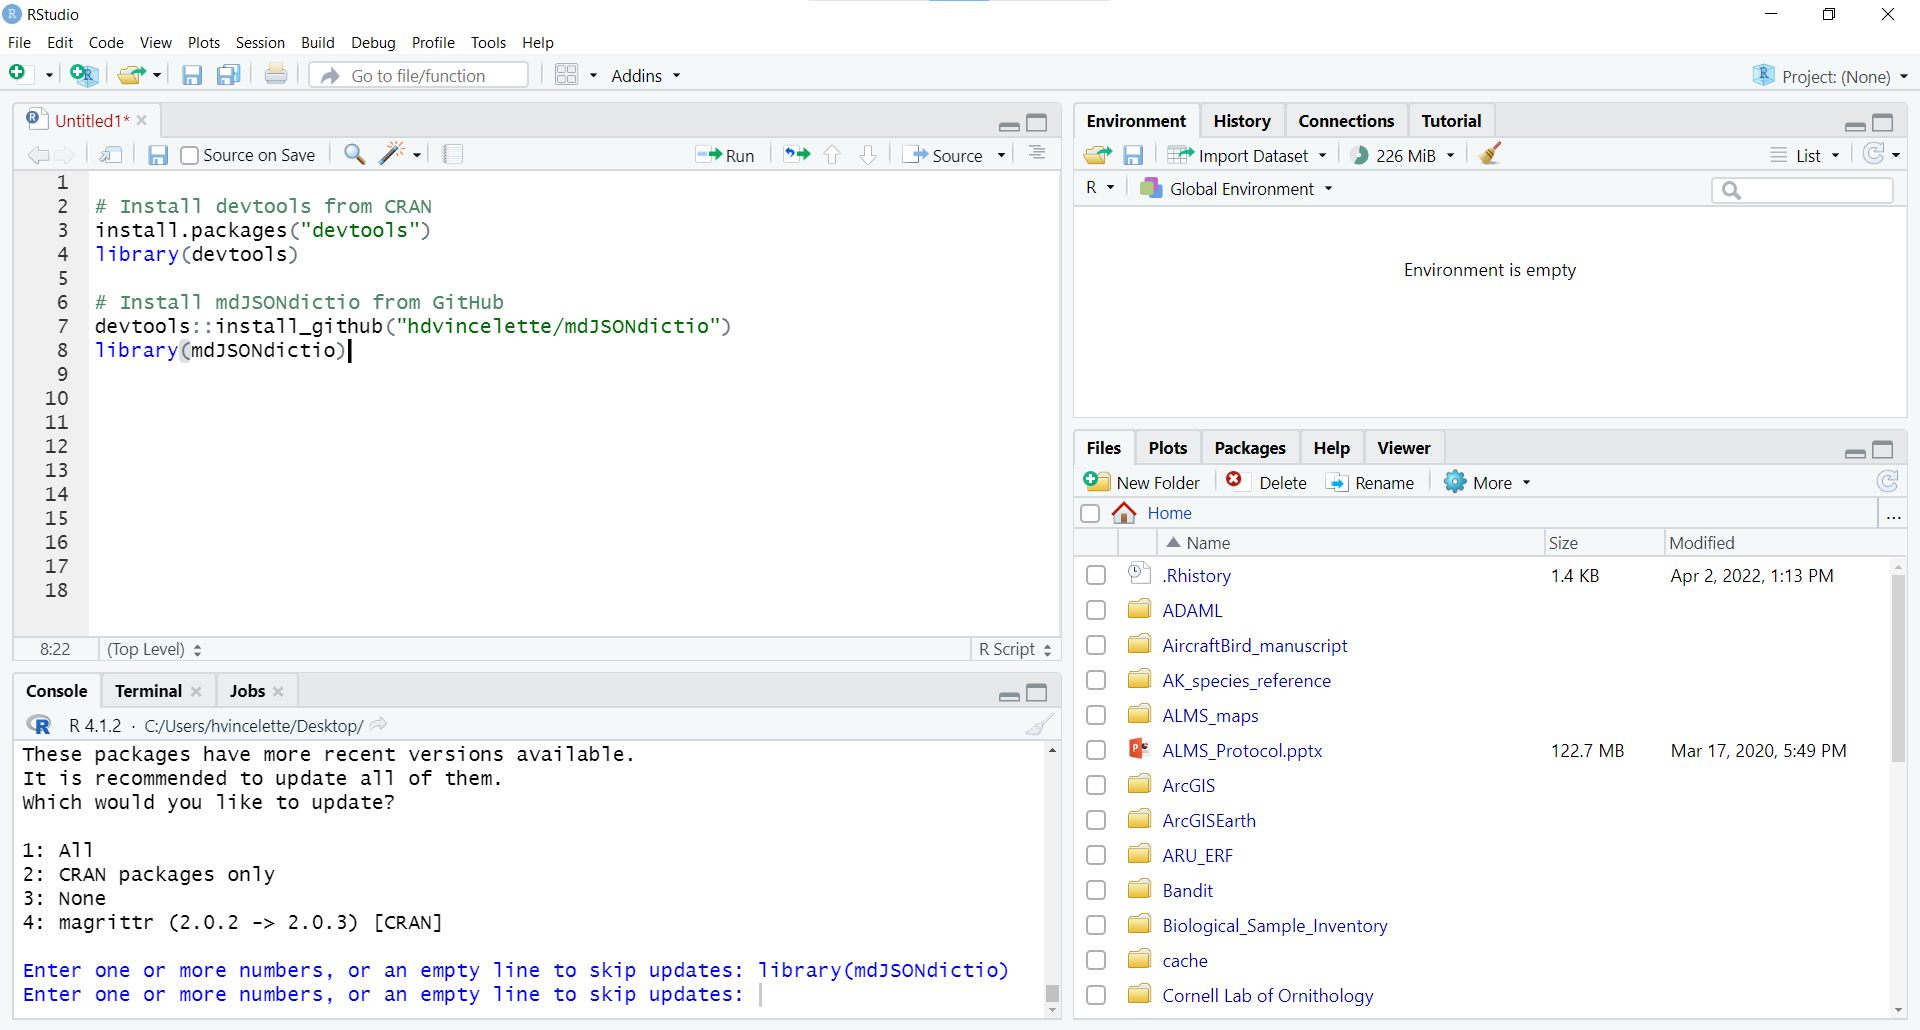 RStudio
File Edit Code View Plots Session Build Debug Profile Tools Help
Go to file/function Addins Project: (None)
Untitled1*
Source on Save Run Source
1
2 # Install devtools from CRAN
3 install.packages("devtools")
4 library(devtools)
5
6 # Install mdJSONdictio from GitHub
7 devtools::install_github("hdvincelette/mdJSONdictio")
8 library(mdJSONdictio)
9
10
11
12
13
14
15
16
17
18
8:22 (Top Level) R Script
Console Terminal Jobs
R 4.1.2 · C:/Users/hvincelette/Desktop/
These packages have more recent versions available.
It is recommended to update all of them.
Which would you like to update?
1: All
2: CRAN packages only
3: None
4: magrittr (2.0.2 -> 2.0.3) [CRAN]
Enter one or more numbers, or an empty line to skip updates: library(mdJSONdictio)
Enter one or more numbers, or an empty line to skip updates:
Environment History Connections Tutorial
Import Dataset 226 MiB List
R Global Environment
Environment is empty
Files Plots Packages Help Viewer
New Folder Delete Rename More
Home ...
Name Size Modified
.Rhistory 1.4 KB Apr 2, 2022, 1:13 PM
ADAML
AircraftBird_manuscript
AK_species_reference
ALMS_maps
ALMS_Protocol.pptx 122.7 MB Mar 17, 2020, 5:49 PM
ArcGIS
ArcGISEarth
ARU_ERF
Bandit
Biological_Sample_Inventory
cache
Cornell Lab of Ornithology